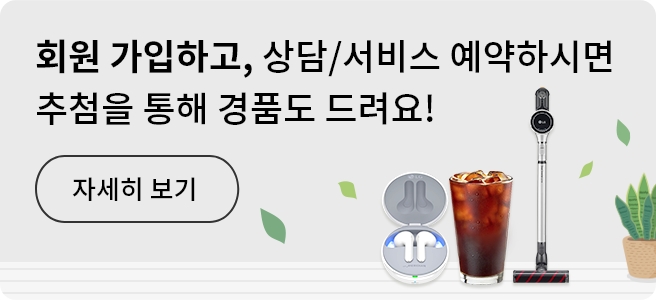 회원 가입하고, 상담/서비스 예약하시면
추첨을 통해 경품도 드려요!
자세히 보기